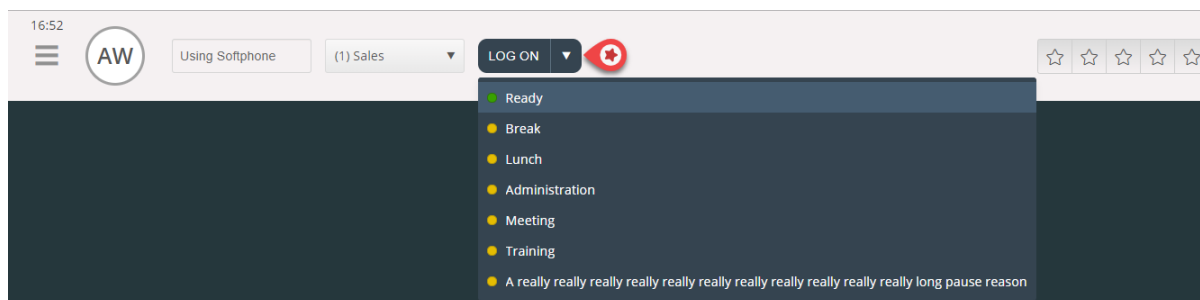 16:52
AW
Using Softphone
(1) Sales
LOG ON
Ready
Break
Lunch
Administration
Meeting
Training
A really really really really really really really really really really really long pause reason